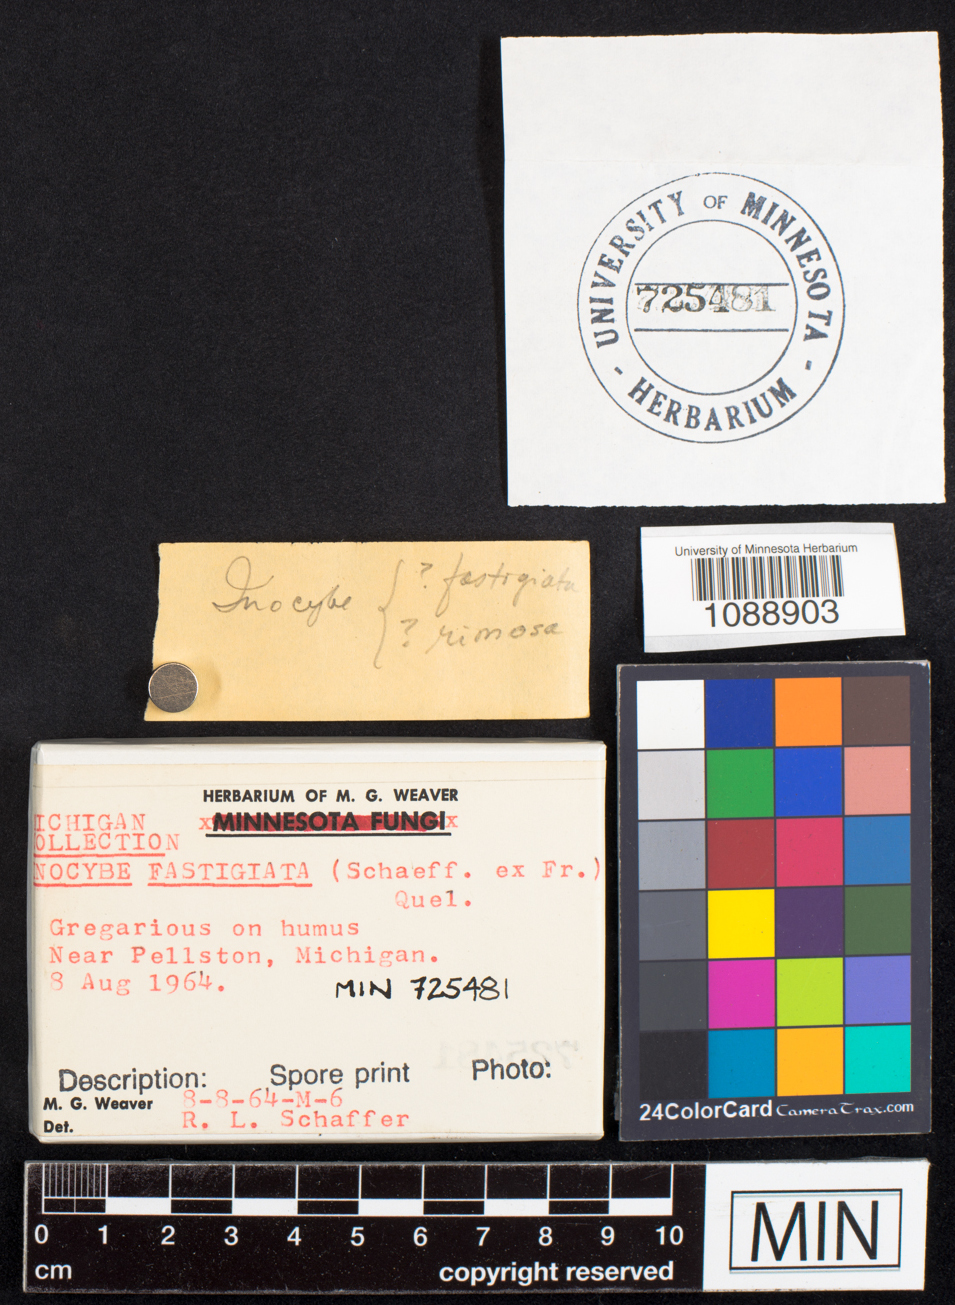 UNIVERSITY OF MINNESOTA
725481
- HERBARIUM -
Inocybe { ? fastigiata
? rimosa
University of Minnesota Herbarium
1088903
HERBARIUM OF M. G. WEAVER
ICHIGAN x MINNESOTA FUNGI x
OLLECTION
NOCYBE FASTIGIATA (Schaeff. ex Fr.)
Quel.
Gregarious on humus
Near Pellston, Michigan.
8 Aug 1964.
MIN 725481
725481
Description: Spore print Photo:
M. G. Weaver 8-8-64-M-6
Det. R. L. Schaffer
24ColorCard CameraTrax.com
0 1 2 3 4 5 6 7 8 9 10
cm copyright reserved
MIN